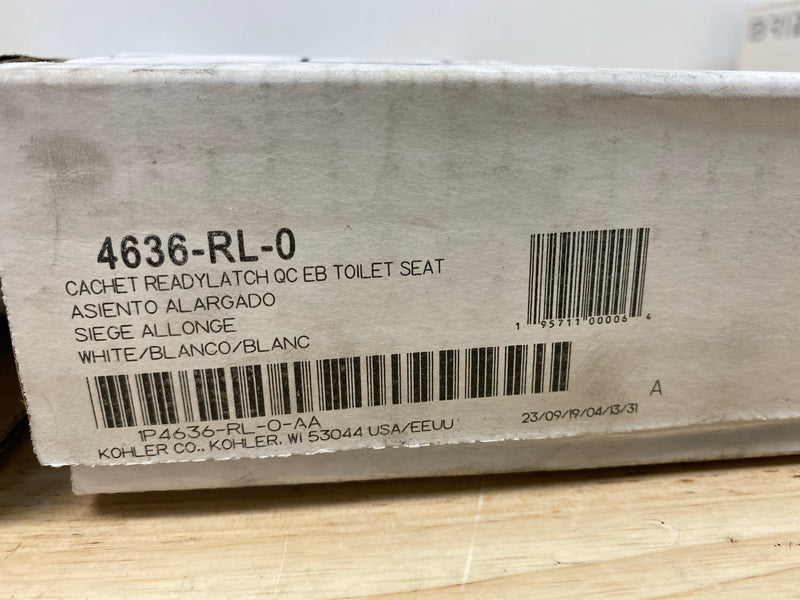 4636-RL-0
CACHET READYLATCH QC EB TOILET SEAT
ASIENTO ALARGADO
SIEGE ALLONGE
WHITE/BLANCO/BLANC
1 95711 00006 4
1P4636-RL-0-AA
23/09/19/04/13/31
A
KOHLER CO., KOHLER, WI 53044 USA/EEUU